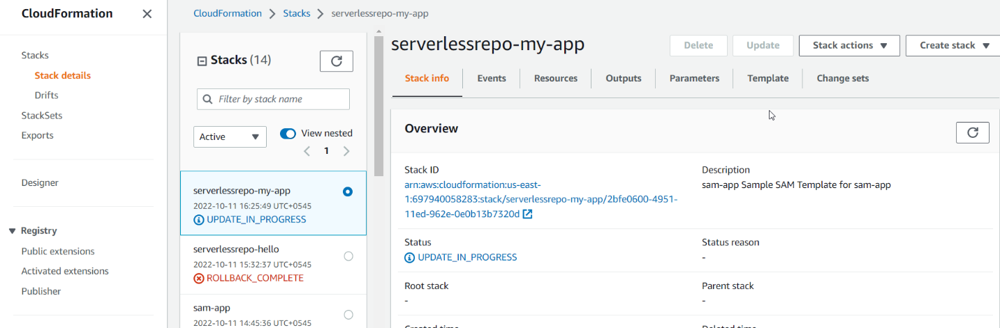 CloudFormation
Stacks
Stack details
Drifts
StackSets
Exports
Designer
Registry
Public extensions
Activated extensions
Publisher
CloudFormation > Stacks > serverlessrepo-my-app
Stacks (14)
Filter by stack name
Active
View nested
1
serverlessrepo-my-app
2022-10-11 16:25:49 UTC+0545
UPDATE_IN_PROGRESS
serverlessrepo-hello
2022-10-11 15:32:37 UTC+0545
ROLLBACK_COMPLETE
sam-app
2022-10-11 14:45:36 UTC+0545
serverlessrepo-my-app
Delete Update Stack actions Create stack
Stack info Events Resources Outputs Parameters Template Change sets
Overview
Stack ID
arn:aws:cloudformation:us-east-
1:697940058283:stack/serverlessrepo-my-app/2bfe0600-4951-
11ed-962e-0e0b13b7320d
Description
sam-app Sample SAM Template for sam-app
Status
UPDATE_IN_PROGRESS
Status reason
-
Root stack
-
Parent stack
-
Created time
Deleted time